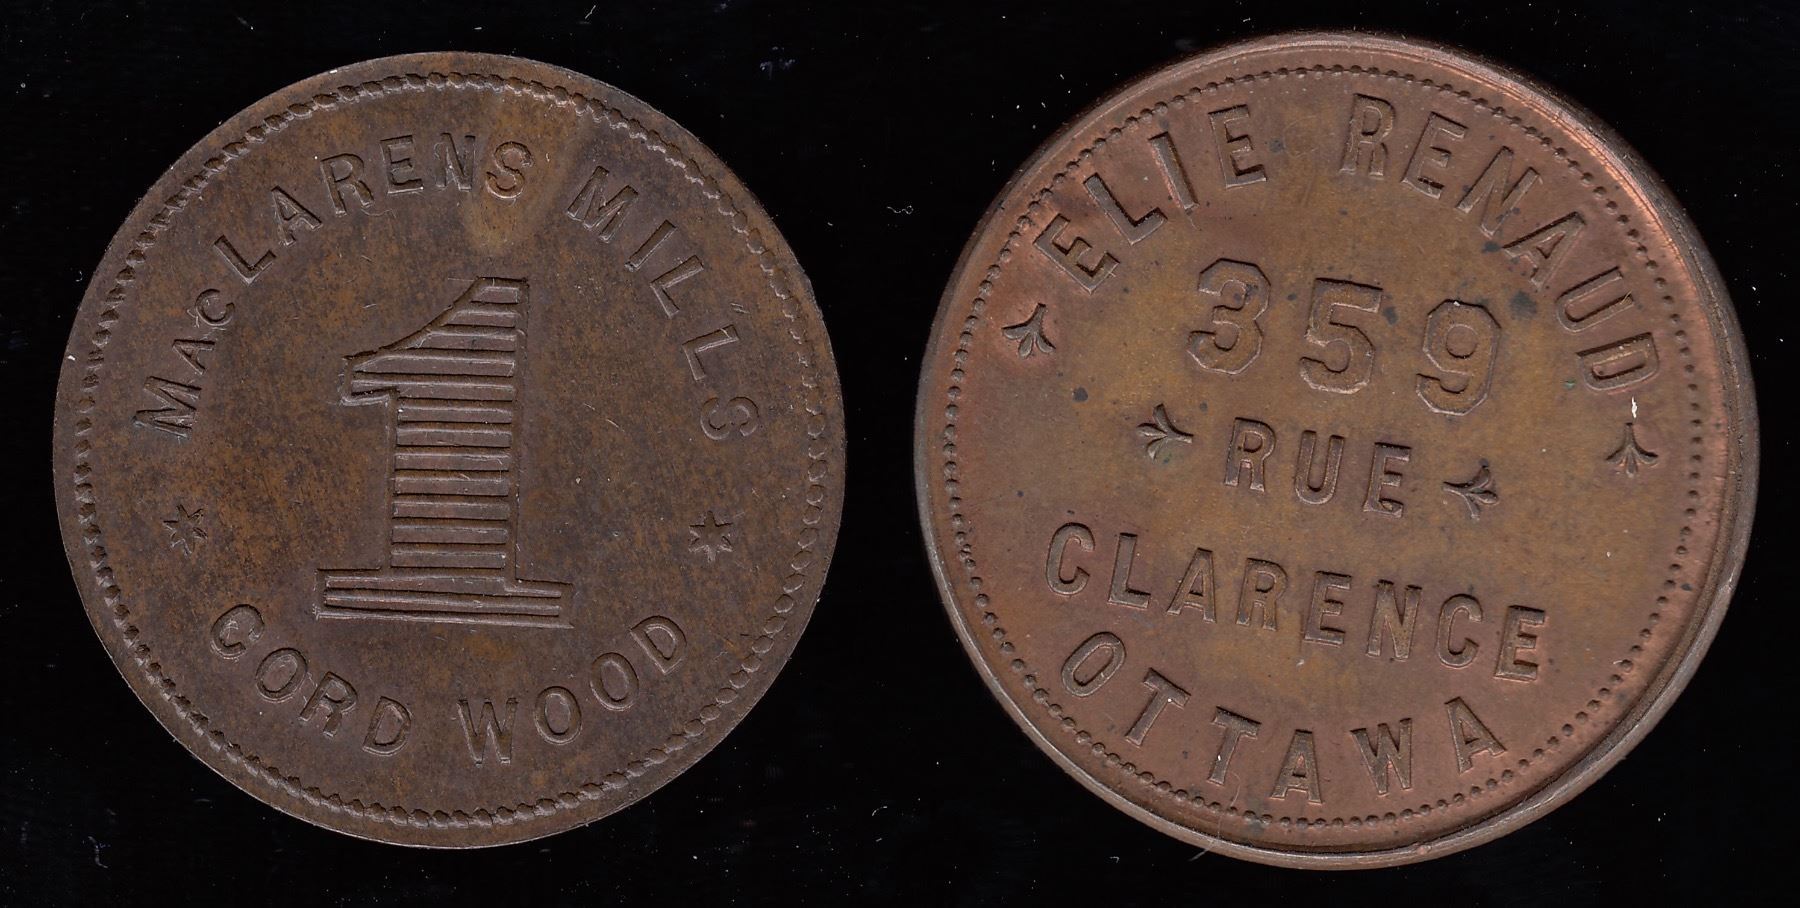 MacLARENS MILLS
1
CORD WOOD
ELIE RENAUD
359
RUE
CLARENCE
OTTAWA